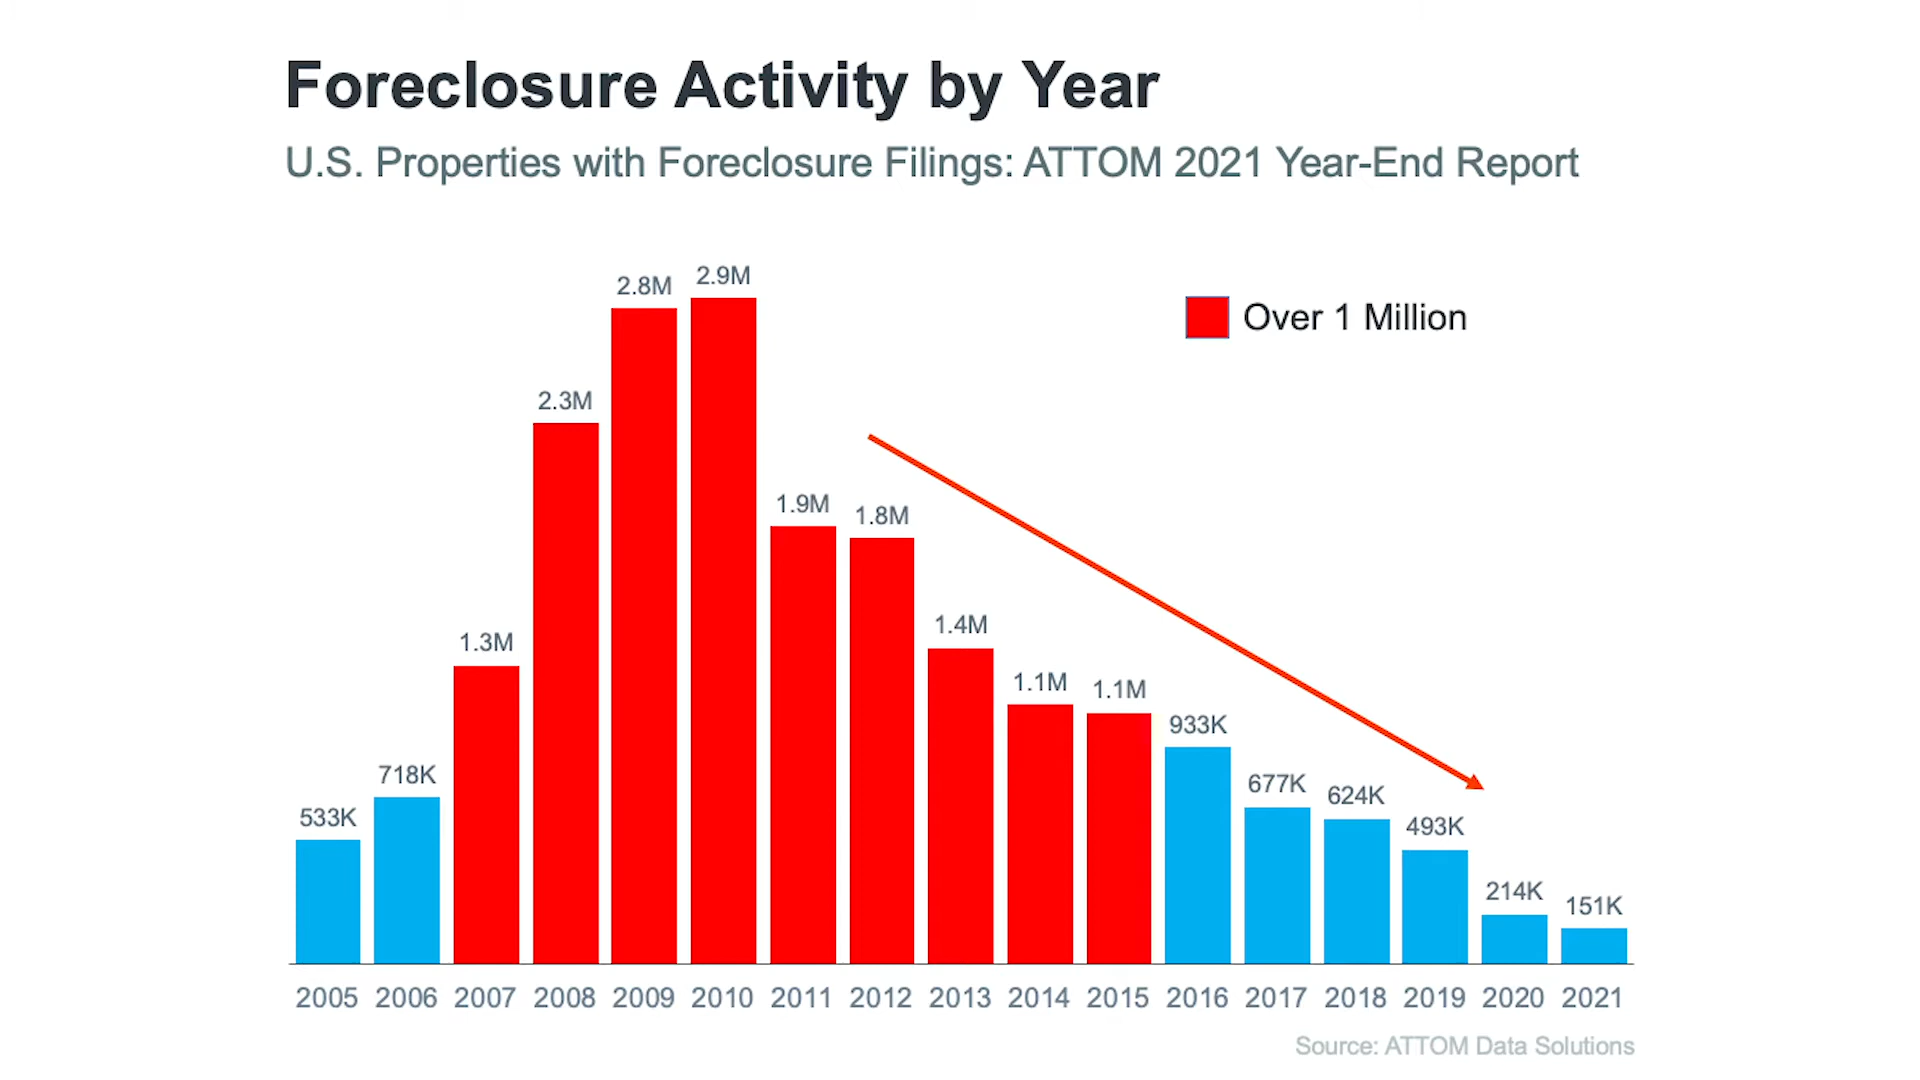 Foreclosure Activity by Year
U.S. Properties with Foreclosure Filings: ATTOM 2021 Year-End Report
Over 1 Million
533K
718K
1.3M
2.3M
2.8M
2.9M
1.9M
1.8M
1.4M
1.1M
1.1M
933K
677K
624K
493K
214K
151K
2005 2006 2007 2008 2009 2010 2011 2012 2013 2014 2015 2016 2017 2018 2019 2020 2021
Source: ATTOM Data Solutions